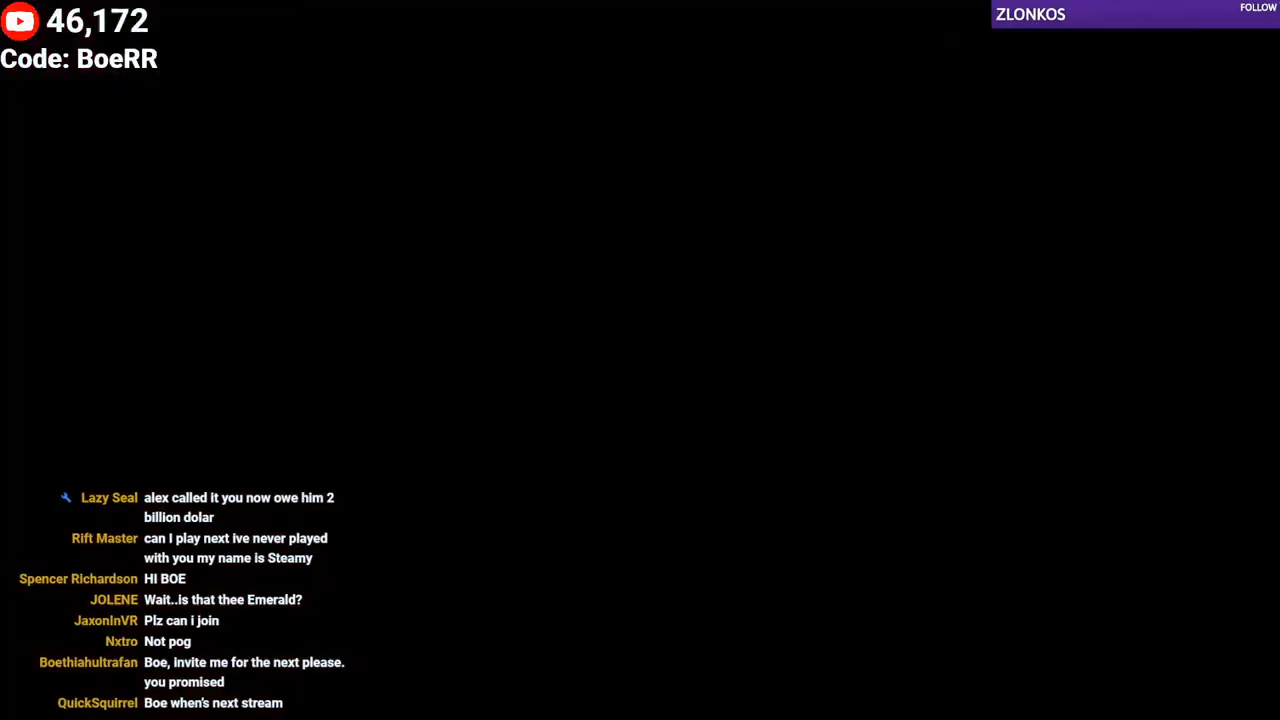 46,172
Code: BoeRR
ZLONKOS
FOLLOW
Lazy Seal alex called it you now owe him 2
billion dolar
Rift Master can I play next ive never played
with you my name is Steamy
Spencer Richardson HI BOE
JOLENE Wait..is that thee Emerald?
JaxonInVR Plz can i join
Nxtro Not pog
Boethiahultrafan Boe, invite me for the next please.
you promised
QuickSquirrel Boe when's next stream